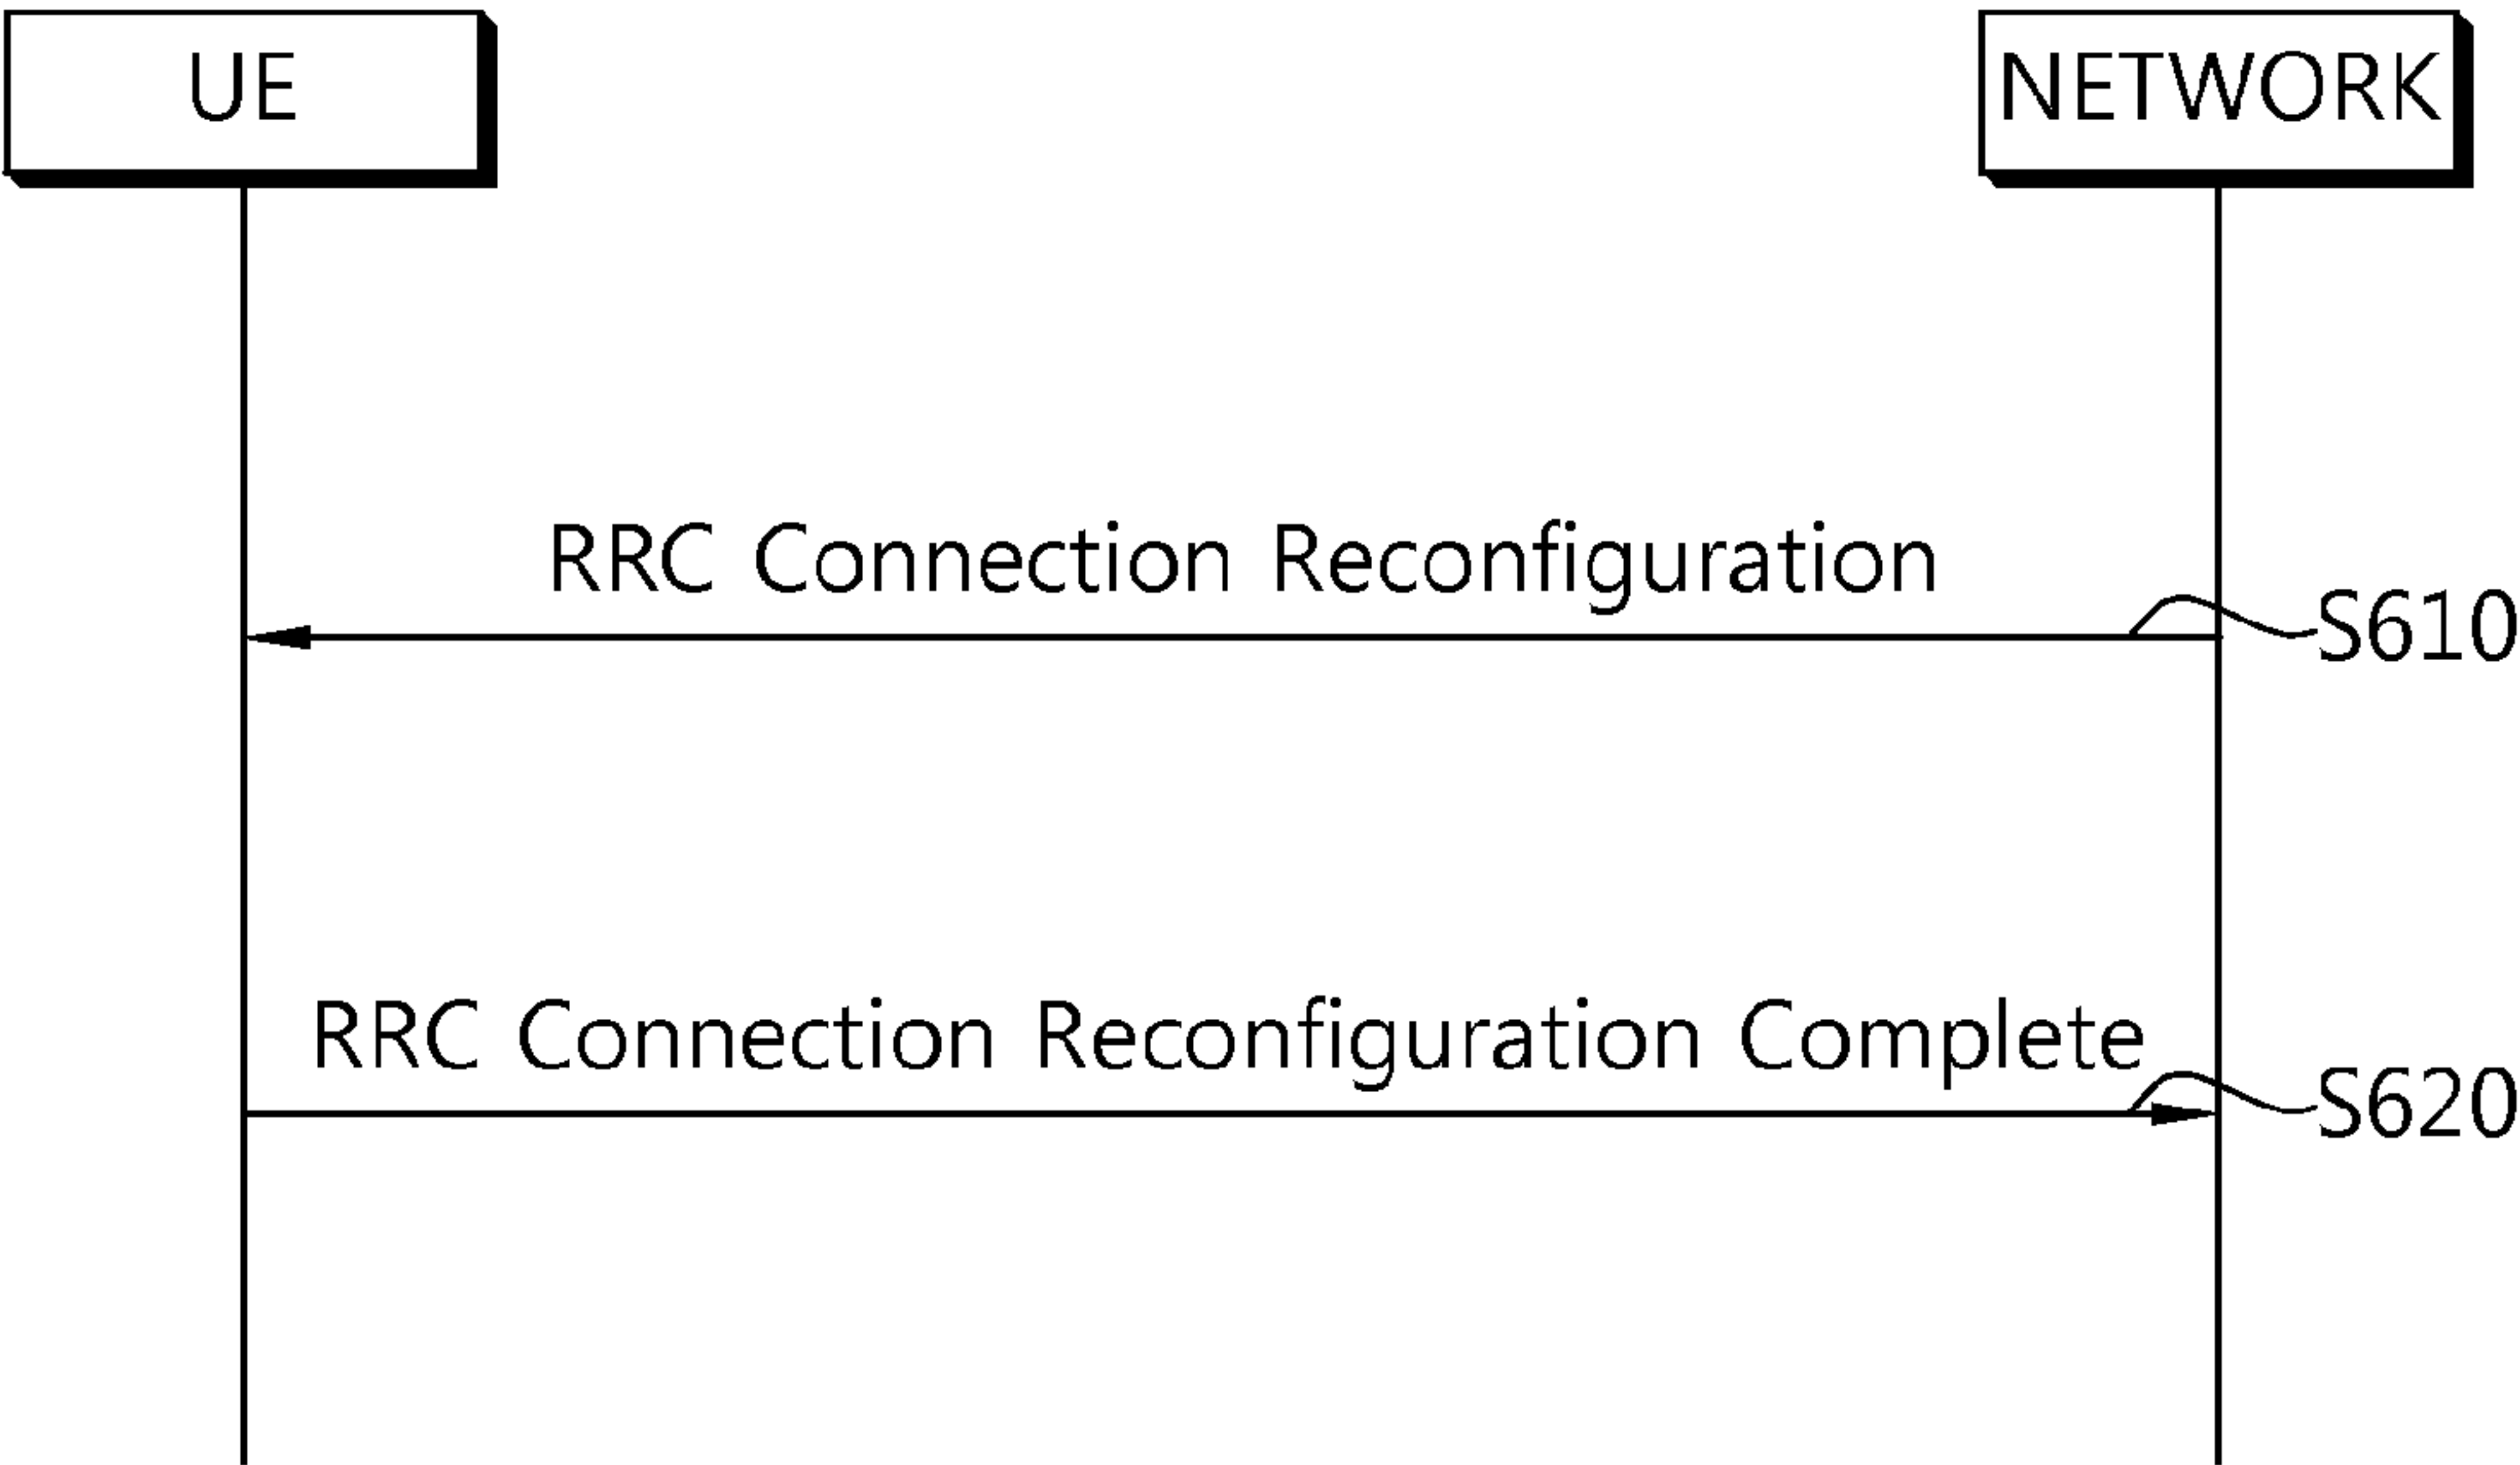 UE
NETWORK
RRC Connection Reconfiguration
S610
RRC Connection Reconfiguration Complete
S620